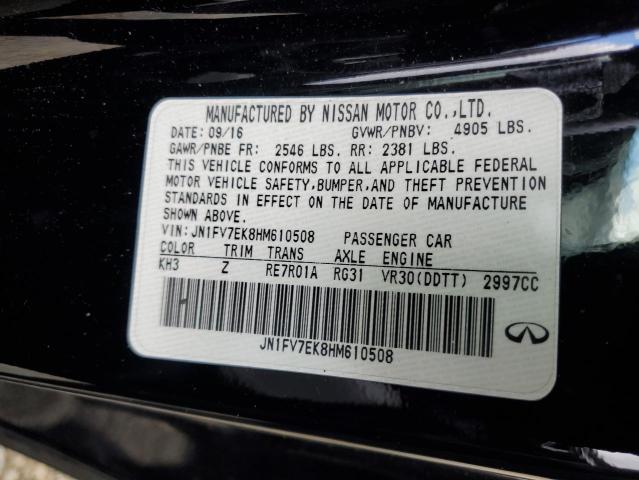 MANUFACTURED BY NISSAN MOTOR CO.,LTD.
DATE: 09/16 GVWR/PNBV: 4905 LBS.
GAWR/PNBE FR: 2546 LBS. RR: 2381 LBS.
THIS VEHICLE CONFORMS TO ALL APPLICABLE FEDERAL
MOTOR VEHICLE SAFETY,BUMPER,AND THEFT PREVENTION
STANDARDS IN EFFECT ON THE DATE OF MANUFACTURE
SHOWN ABOVE.
VIN: JN1FV7EK8HM610508 PASSENGER CAR
COLOR TRIM TRANS AXLE ENGINE
KH3 Z RE7R01A RG31 VR30(DDTT) 2997CC
H
JN1FV7EK8HM610508